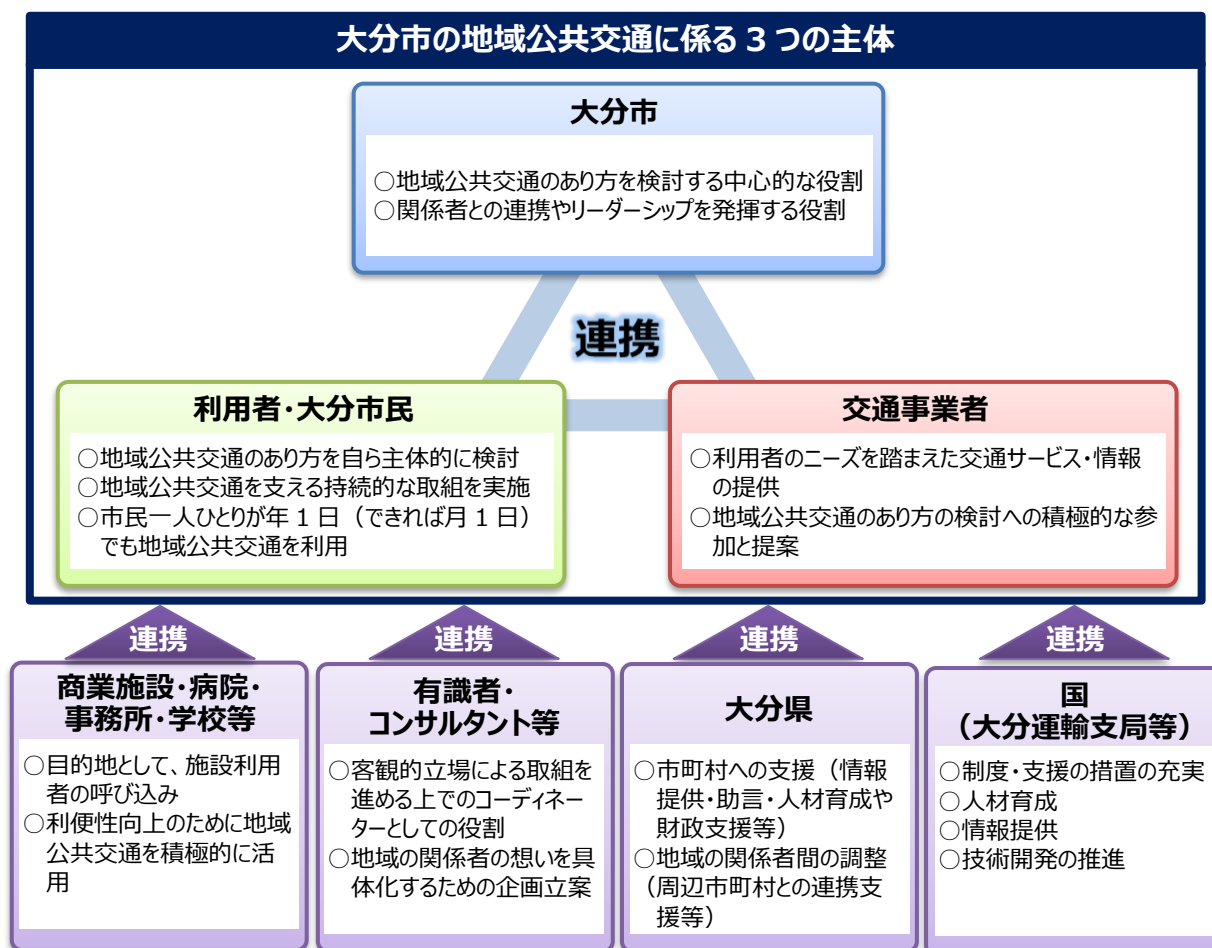 大分市の地域公共交通に係る３つの主体
大分市
○地域公共交通のあり方を検討する中心的な役割
○関係者との連携やリーダーシップを発揮する役割
連携
利用者・大分市民
○地域公共交通のあり方を自ら主体的に検討
○地域公共交通を支える持続的な取組を実施
○市民一人ひとりが年１日（できれば月１日）
でも地域公共交通を利用
交通事業者
○利用者のニーズを踏まえた交通サービス・情報
の提供
○地域公共交通のあり方の検討への積極的な参
加と提案
連携
商業施設・病院・
事務所・学校等
○目的地として、施設利用
者の呼び込み
○利便性向上のために地域
公共交通を積極的に活
用
連携
有識者・
コンサルタント等
○客観的立場による取組を
進める上でのコーディネー
ターとしての役割
○地域の関係者の想いを具
体化するための企画立案
連携
大分県
○市町村への支援（情報
提供・助言・人材育成や
財政支援等）
○地域の関係者間の調整
（周辺市町村との連携支
援等）
連携
国
（大分運輸支局等）
○制度・支援の措置の充実
○人材育成
○情報提供
○技術開発の推進